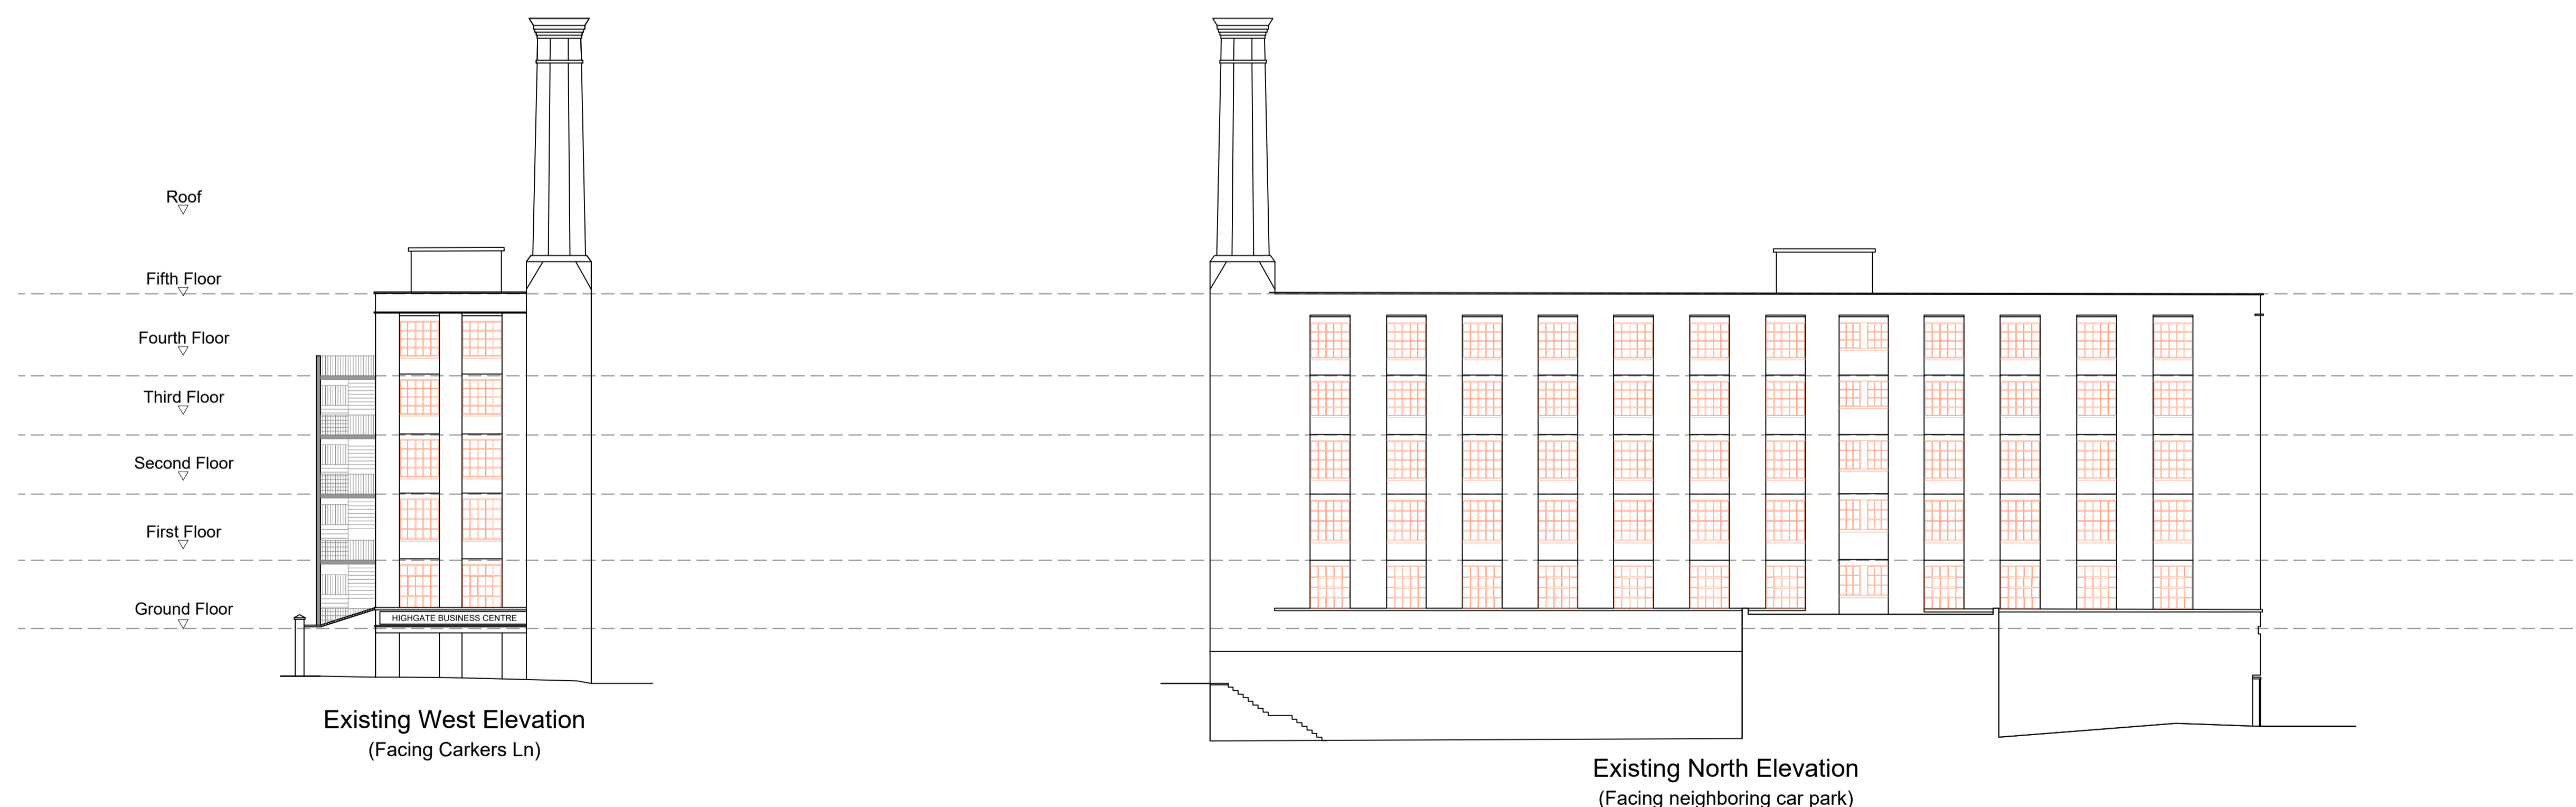 Roof
Fifth Floor
Fourth Floor
Third Floor
Second Floor
First Floor
Ground Floor
HIGHGATE BUSINESS CENTRE
Existing West Elevation
(Facing Carkers Ln)
Existing North Elevation
(Facing neighboring car park)